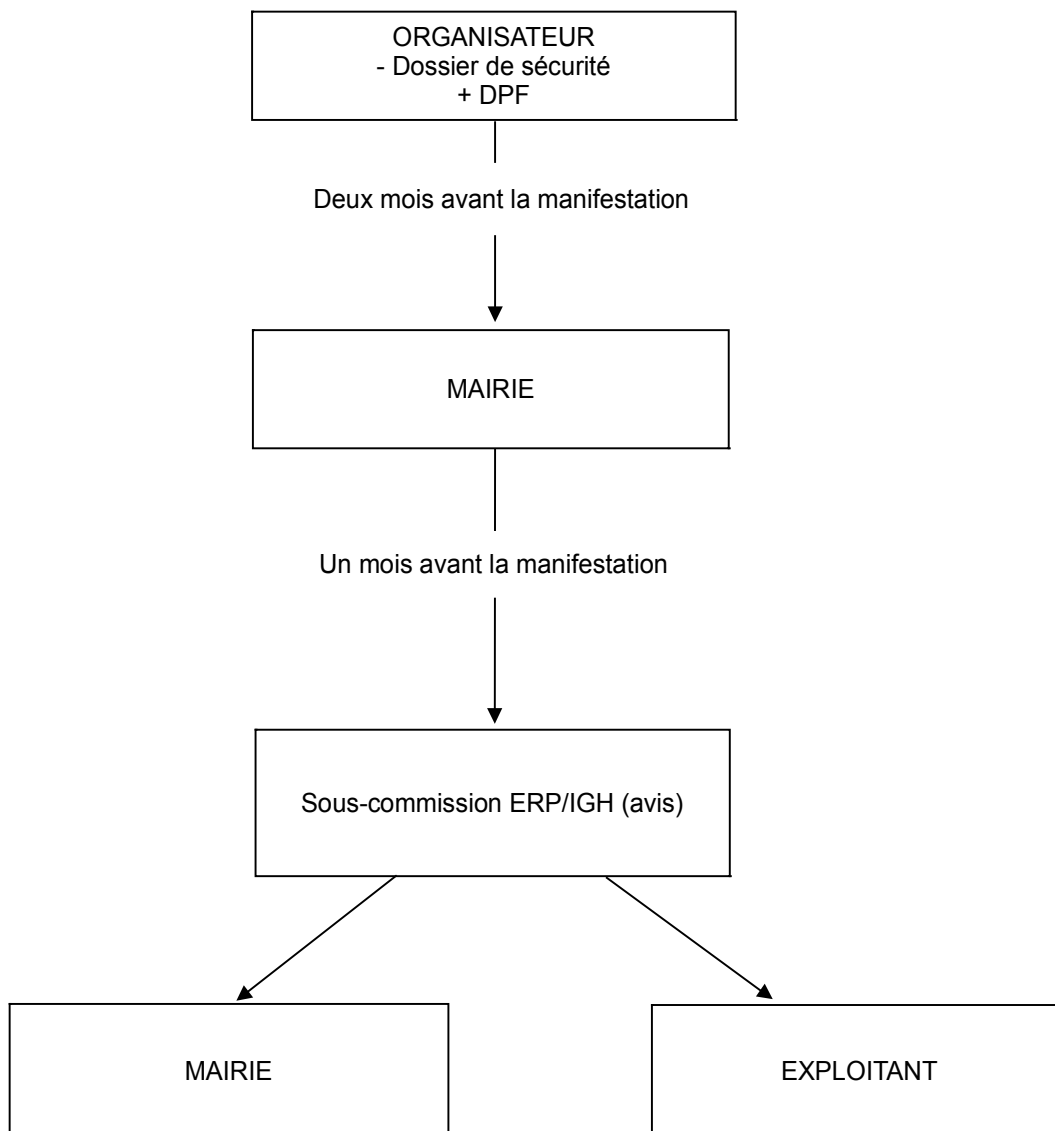 ORGANISATEUR
- Dossier de sécurité
+ DPF
Deux mois avant la manifestation
MAIRIE
Un mois avant la manifestation
Sous-commission ERP/IGH (avis)
MAIRIE
EXPLOITANT